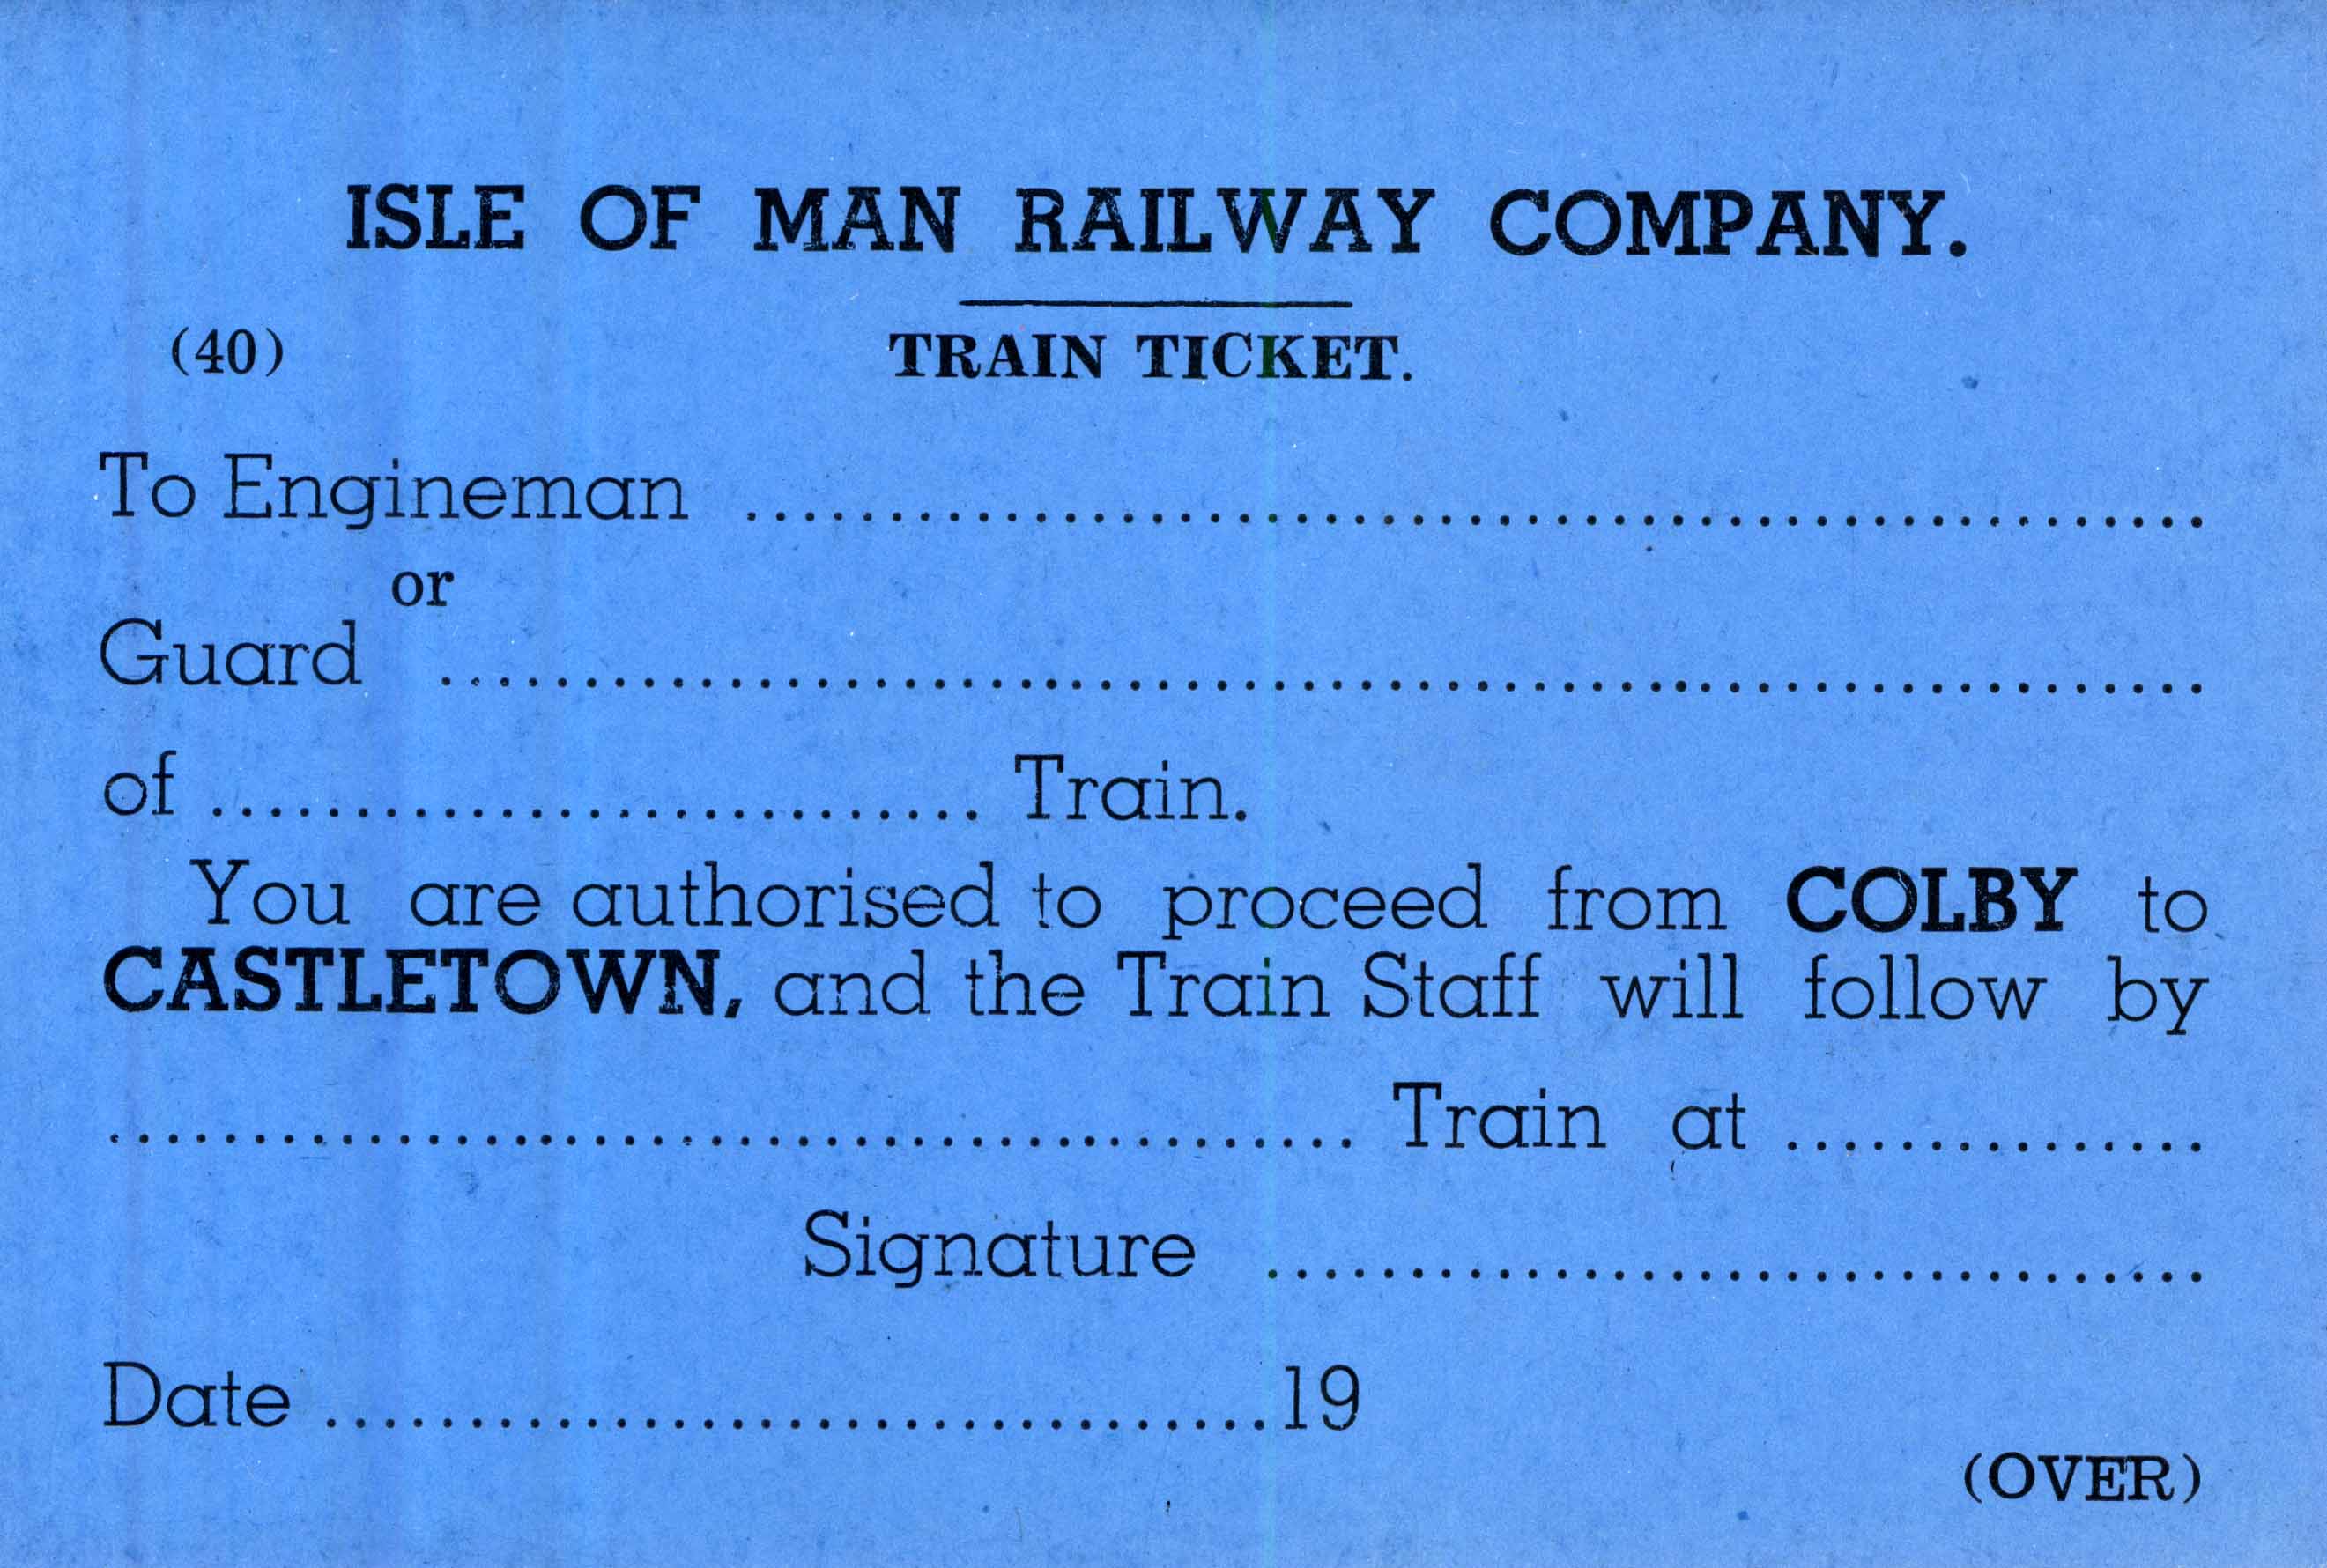 ISLE OF MAN RAILWAY COMPANY.
(40) TRAIN TICKET.
To Engineman ....................................................
or
Guard ..............................................................
of ........................... Train.
You are authorised to proceed from COLBY to
CASTLETOWN, and the Train Staff will follow by
............................................ Train at ...............
Signature .................................
Date .................................19
(OVER)